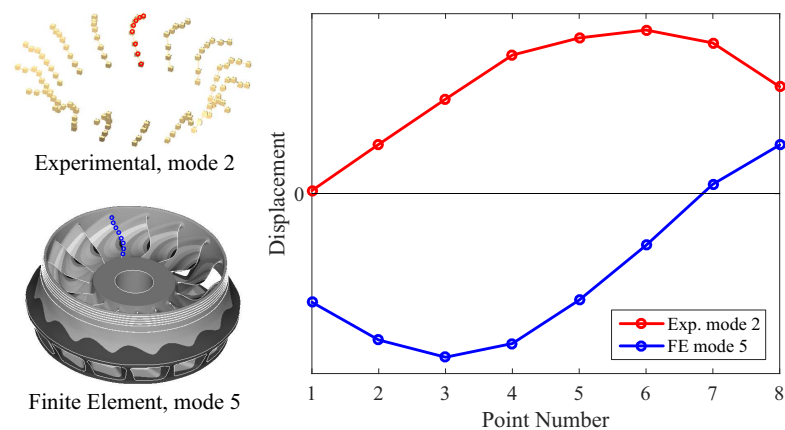 Experimental, mode 2
Finite Element, mode 5
Displacement
0
Exp. mode 2
FE mode 5
1 2 3 4 5 6 7 8
Point Number